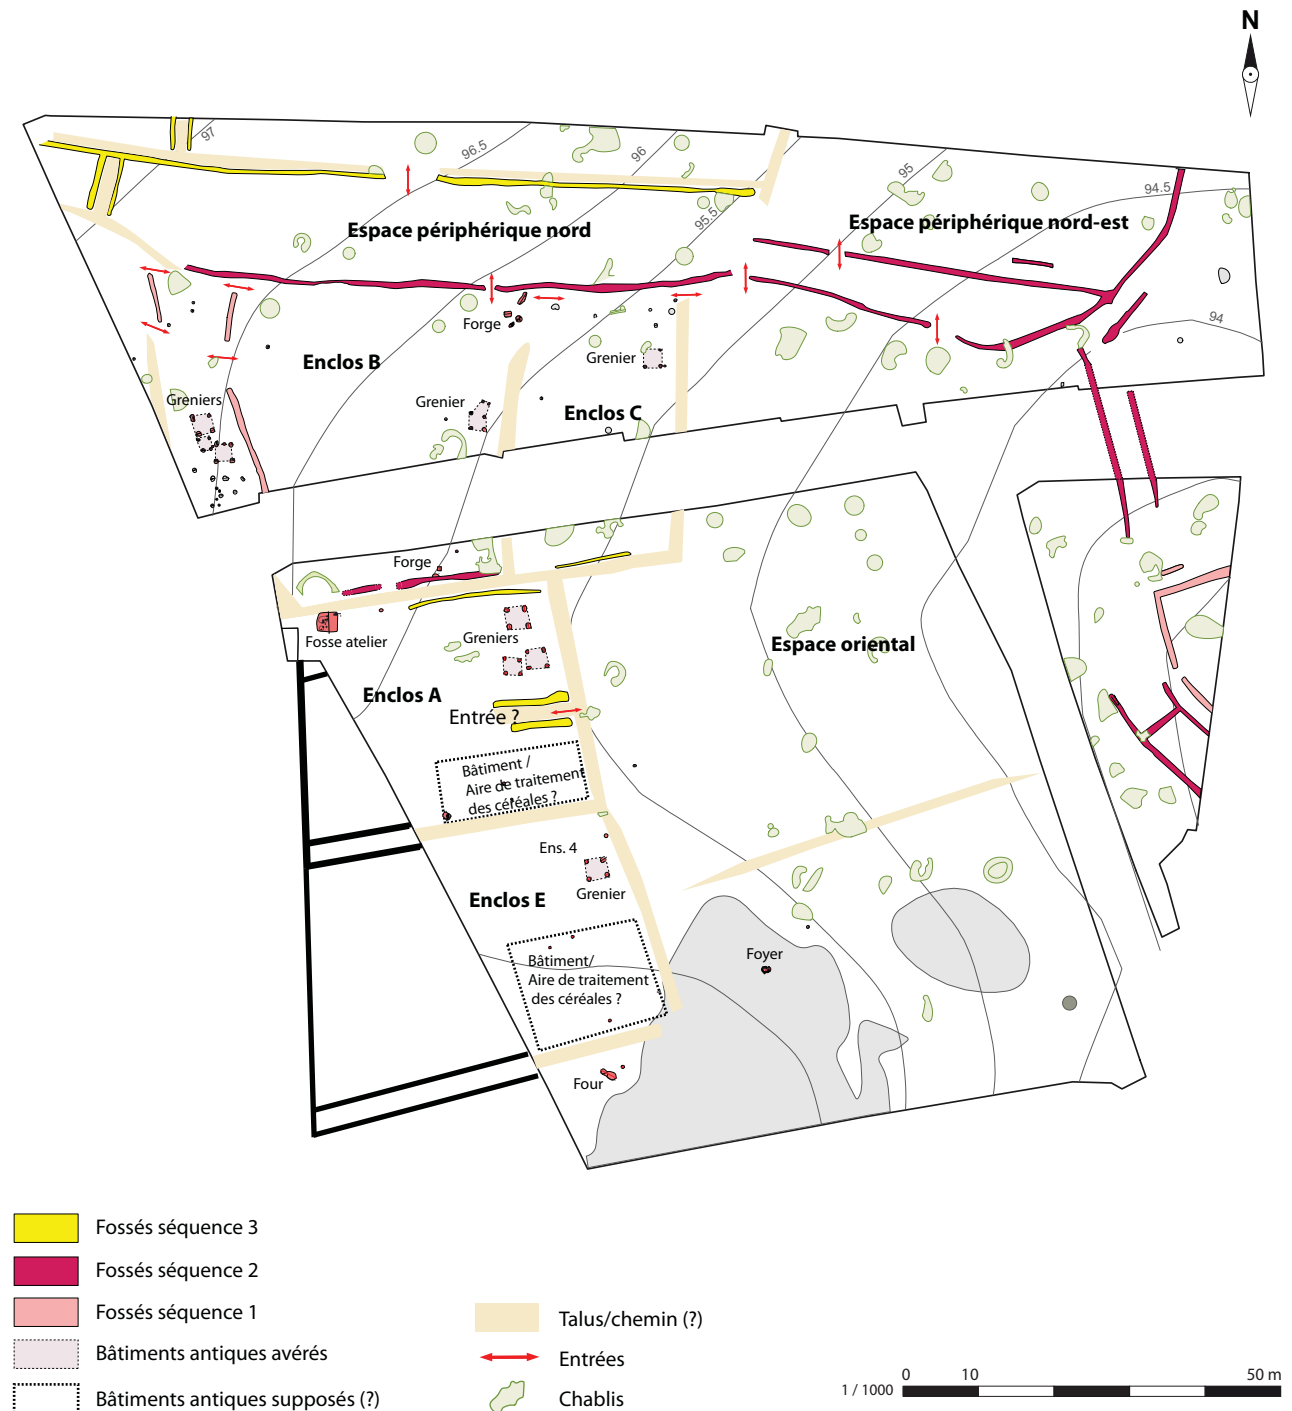 N
97
96.5
96
95.5
95
94.5
94
Espace périphérique nord
Espace périphérique nord-est
Forge
Grenier
Enclos B
Greniers
Grenier
Enclos C
Forge
Fosse atelier
Greniers
Espace oriental
Enclos A
Entrée ?
Bâtiment /
Aire de traitement
des céréales ?
Ens. 4
Grenier
Enclos E
Bâtiment/
Aire de traitement
des céréales ?
Foyer
Four
Fossés séquence 3
Fossés séquence 2
Fossés séquence 1
Bâtiments antiques avérés
Bâtiments antiques supposés (?)
Talus/chemin (?)
Entrées
Chablis
0 10 50 m
1 / 1000